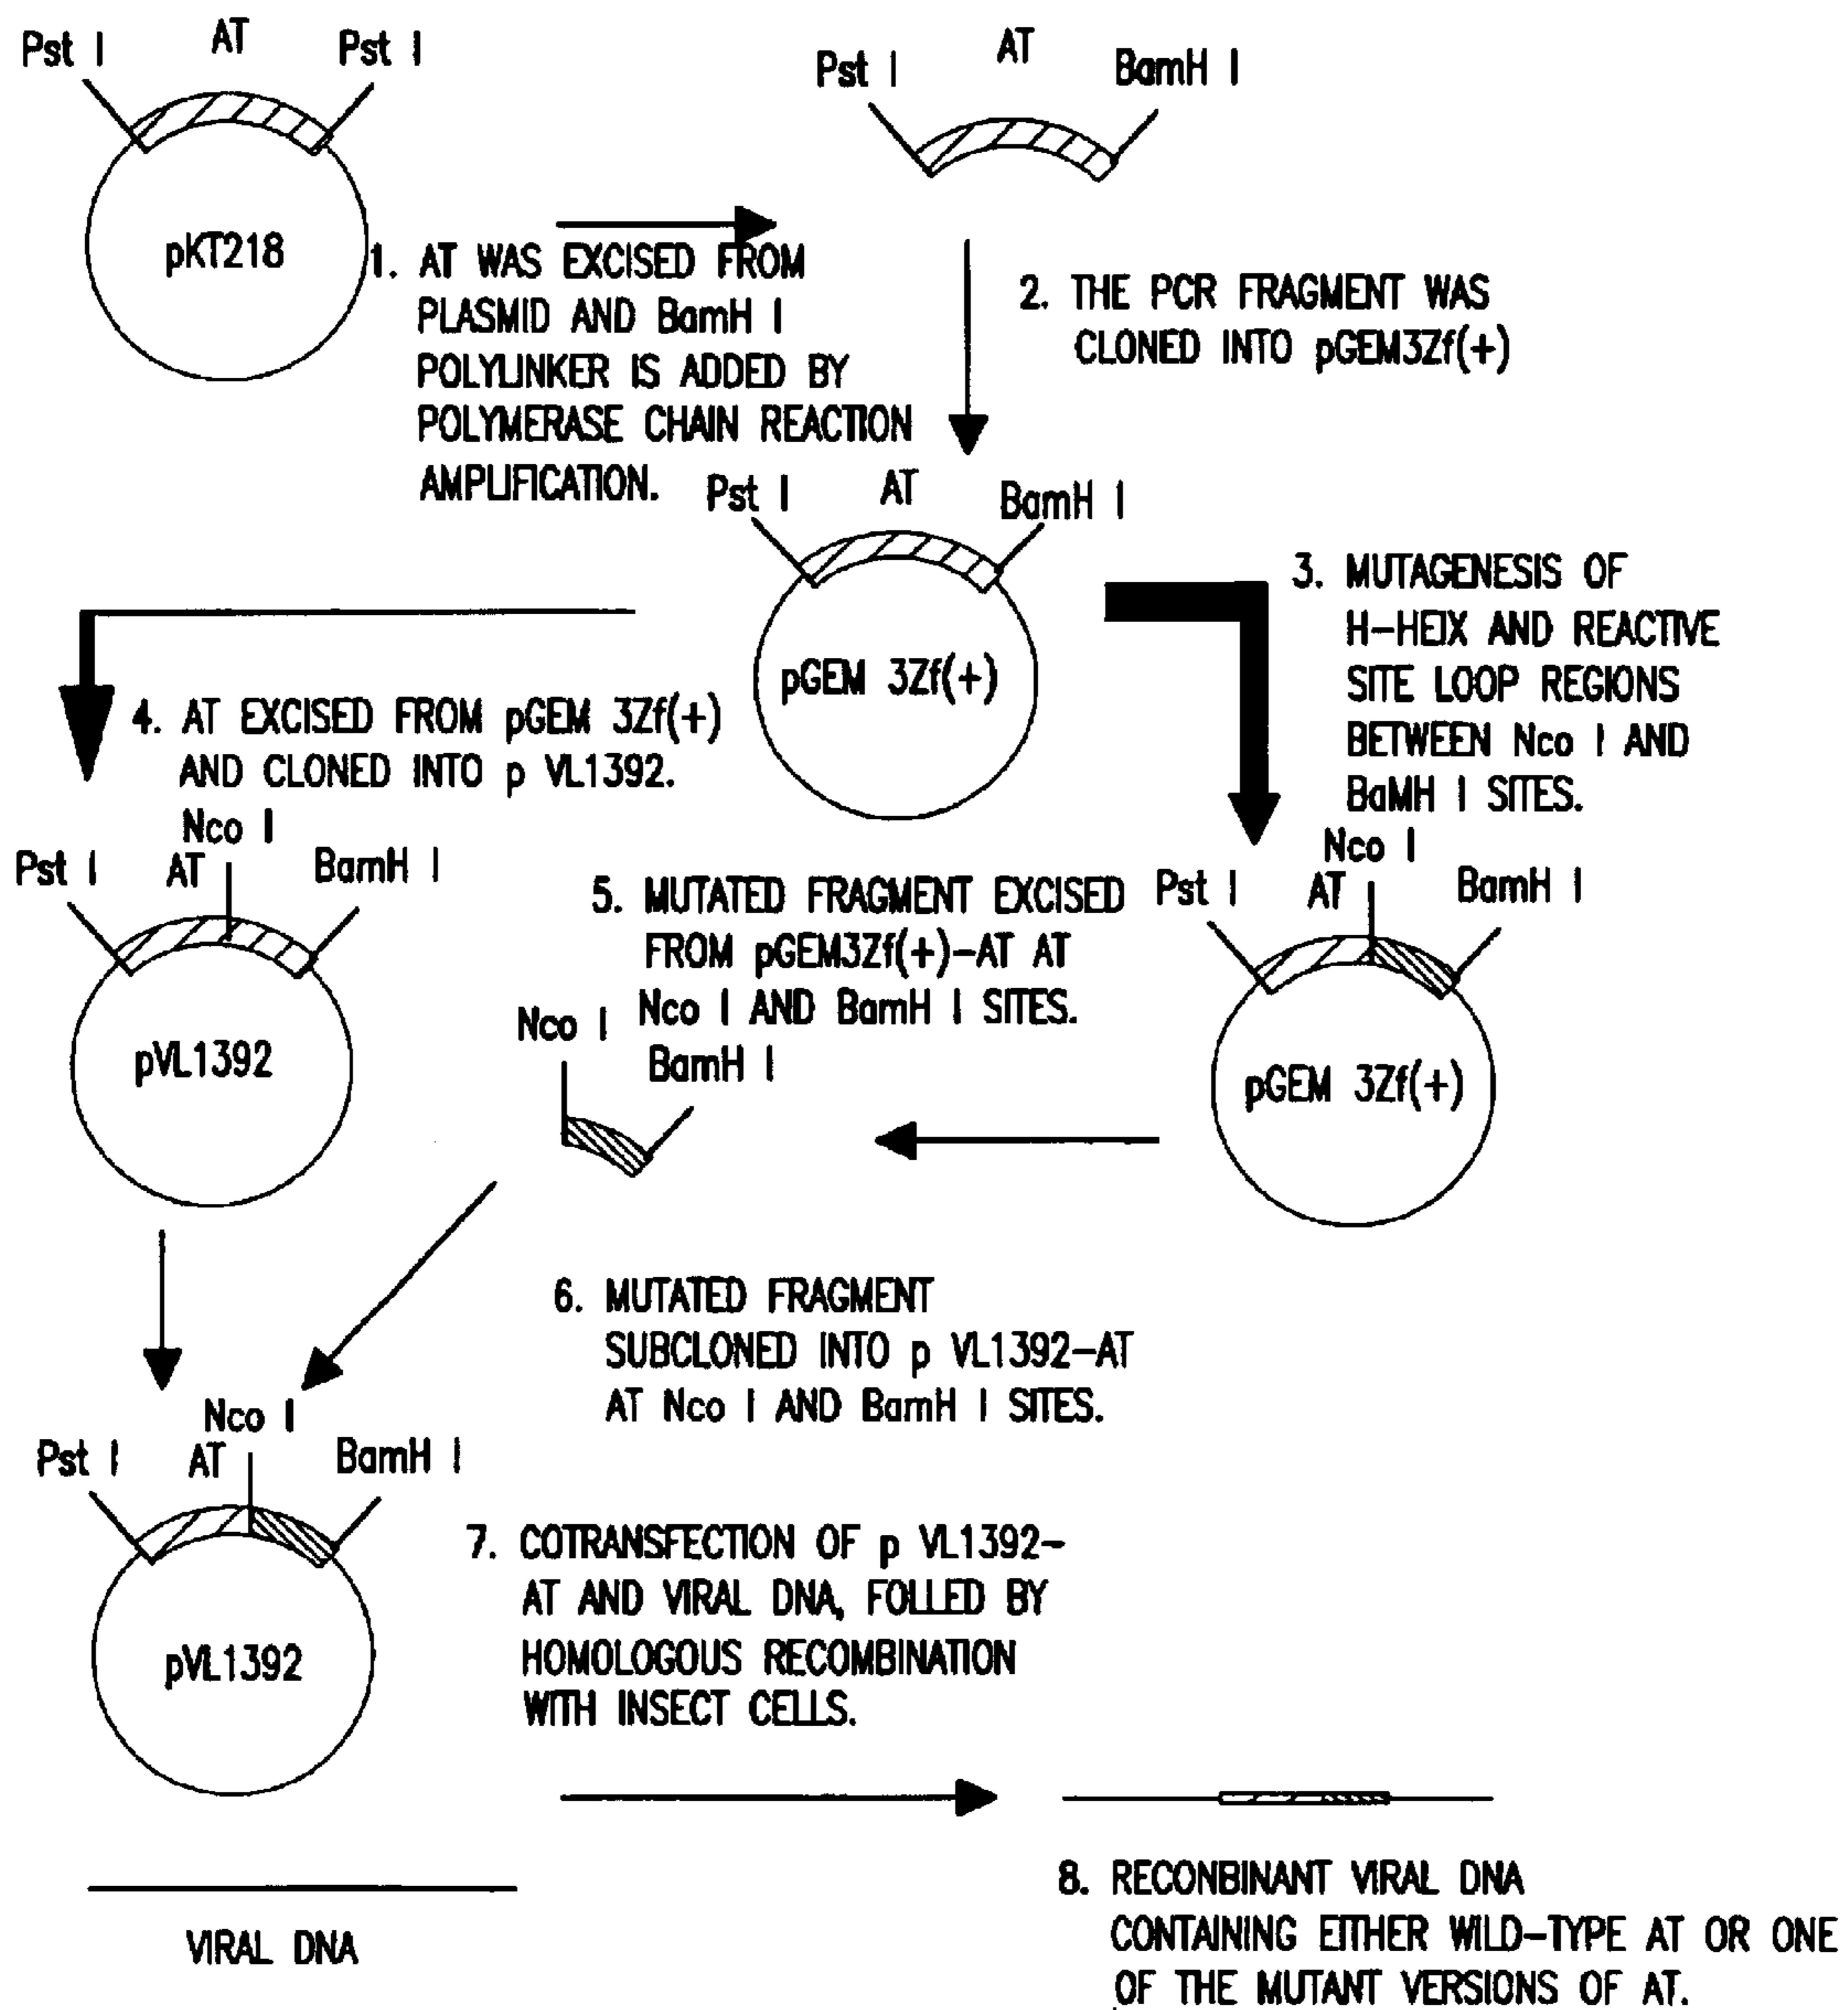 Pst I AT Pst I
Pst I AT BamH I
pKT218
1. AT WAS EXCISED FROM
PLASMID AND BamH I
POLYLINKER IS ADDED BY
POLYMERASE CHAIN REACTION
AMPLIFICATION.
2. THE PCR FRAGMENT WAS
CLONED INTO pGEM3Zf(+)
Pst I AT BamH I
pGEM 3Zf(+)
3. MUTAGENESIS OF
H-HEIX AND REACTIVE
SITE LOOP REGIONS
BETWEEN Nco I AND
BaMH I SITES.
4. AT EXCISED FROM pGEM 3Zf(+)
AND CLONED INTO p VL1392.
Nco I
Pst I AT BamH I
pVL1392
Nco I
Pst I AT BamH I
pGEM 3Zf(+)
5. MUTATED FRAGMENT EXCISED
FROM pGEM3Zf(+)-AT AT
Nco I AND BamH I SITES.
Nco I
BamH I
6. MUTATED FRAGMENT
SUBCLONED INTO p VL1392-AT
AT Nco I AND BamH I SITES.
Nco I
Pst I AT BamH I
pVL1392
7. COTRANSFECTION OF p VL1392-
AT AND VIRAL DNA, FOLLED BY
HOMOLOGOUS RECOMBINATION
WITH INSECT CELLS.
VIRAL DNA
8. RECONBINANT VIRAL DNA
CONTAINING EITHER WILD-TYPE AT OR ONE
OF THE MUTANT VERSIONS OF AT.